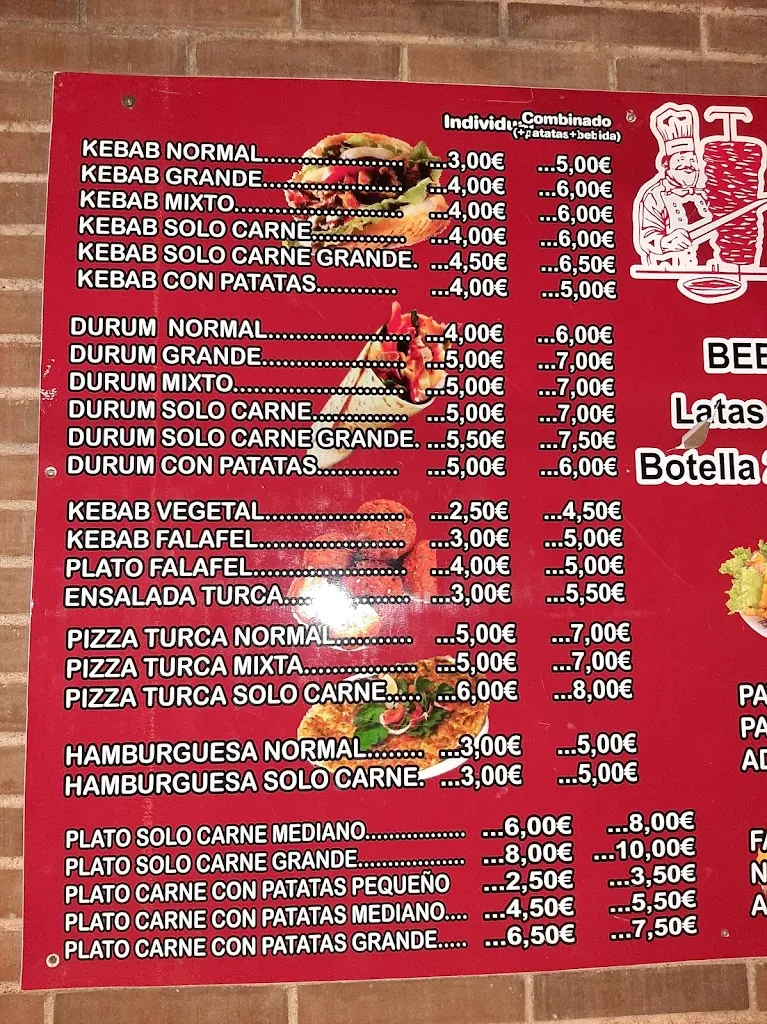 Individual Combinado
(+patatas+bebida)
KEBAB NORMAL..................3,00€ ...5,00€
KEBAB GRANDE..................4,00€ ...6,00€
KEBAB MIXTO.....................4,00€ ...6,00€
KEBAB SOLO CARNE............4,00€ ...6,00€
KEBAB SOLO CARNE GRANDE. ...4,50€ ...6,50€
KEBAB CON PATATAS............ ...4,00€ ...5,00€
DURUM NORMAL..................4,00€ ...6,00€
DURUM GRANDE..................5,00€ ...7,00€
DURUM MIXTO.....................5,00€ ...7,00€
DURUM SOLO CARNE............ ...5,00€ ...7,00€
DURUM SOLO CARNE GRANDE. ...5,50€ ...7,50€
DURUM CON PATATAS............ ...5,00€ ...6,00€
KEBAB VEGETAL..................... ...2,50€ ...4,50€
KEBAB FALAFEL..................... ...3,00€ ...5,00€
PLATO FALAFEL..................... ...4,00€ ...5,00€
ENSALADA TURCA.................. ...3,00€ ...5,50€
PIZZA TURCA NORMAL........... ...5,00€ ...7,00€
PIZZA TURCA MIXTA................ ...5,00€ ...7,00€
PIZZA TURCA SOLO CARNE..... ...6,00€ ...8,00€
HAMBURGUESA NORMAL........ ...3,00€ ...5,00€
HAMBURGUESA SOLO CARNE. ...3,00€ ...5,00€
PLATO SOLO CARNE MEDIANO.................. ...6,00€ ...8,00€
PLATO SOLO CARNE GRANDE................... ...8,00€ ...10,00€
PLATO CARNE CON PATATAS PEQUEÑO ...2,50€ ...3,50€
PLATO CARNE CON PATATAS MEDIANO.... ...4,50€ ...5,50€
PLATO CARNE CON PATATAS GRANDE..... ...6,50€ ...7,50€
BEB
Latas
Botella
PA
PA
AD
N
A